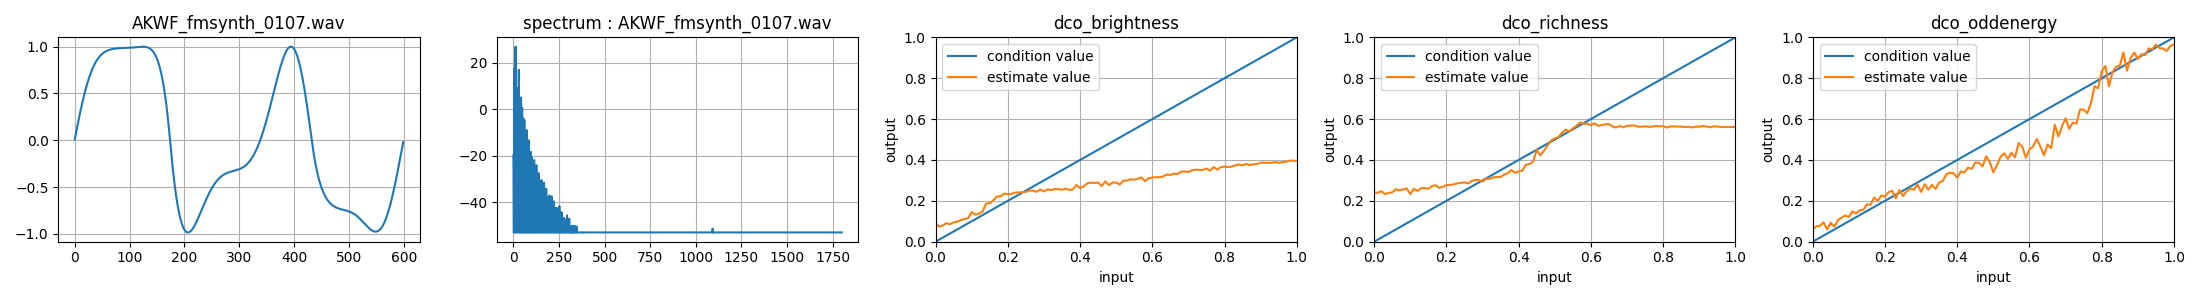 AKWF_fmsynth_0107.wav
1.0
0.5
0.0
−0.5
−1.0
0 100 200 300 400 500 600
spectrum : AKWF_fmsynth_0107.wav
20
0
−20
−40
0 250 500 750 1000 1250 1500 1750
dco_brightness
condition value
estimate value
output
1.0
0.8
0.6
0.4
0.2
0.0
0.0 0.2 0.4 0.6 0.8 1.0
input
dco_richness
condition value
estimate value
output
1.0
0.8
0.6
0.4
0.2
0.0
0.0 0.2 0.4 0.6 0.8 1.0
input
dco_oddenergy
condition value
estimate value
output
1.0
0.8
0.6
0.4
0.2
0.0
0.0 0.2 0.4 0.6 0.8 1.0
input